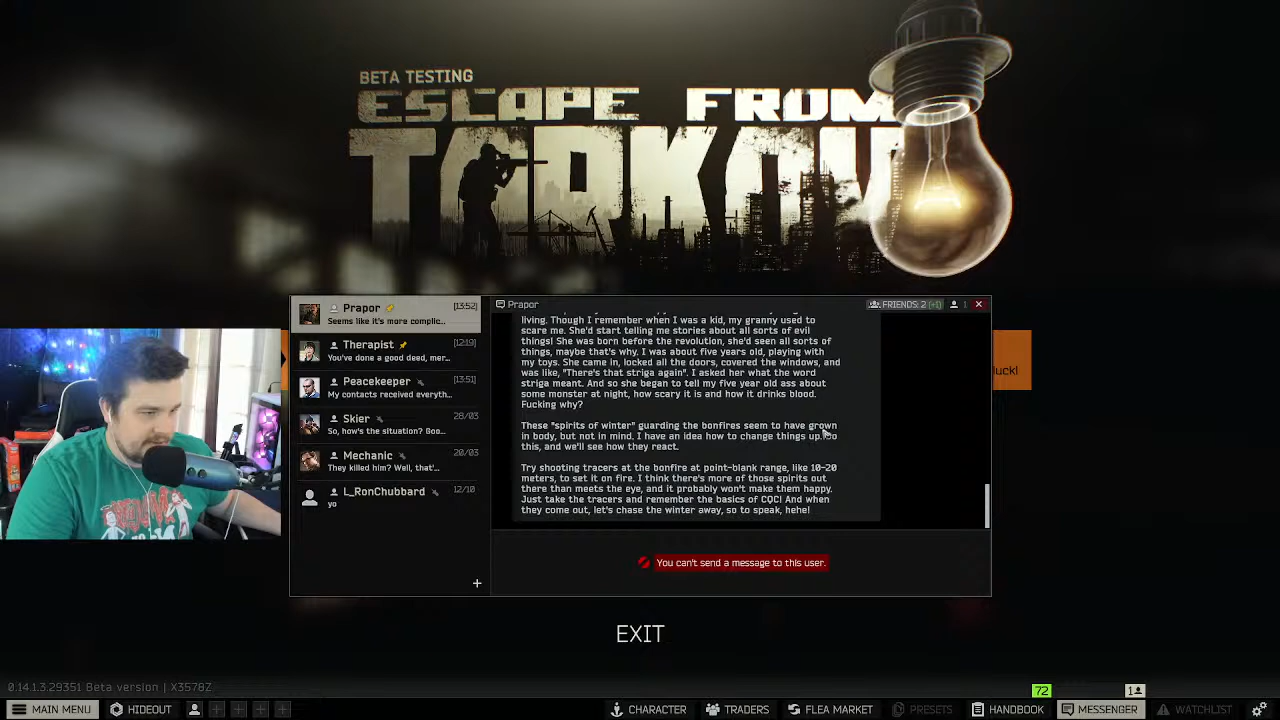 BETA TESTING
ESCAPE FROM
TARKOV
Prapor
[13:52]
Seems like it's more complic...
Therapist
[12:19]
You've done a good deed, mer...
Peacekeeper
[13:51]
My contacts received everyth...
Skier
28/03
So, how's the situation? Goo...
Mechanic
20/03
They killed him? Well, that'...
L_RonChubbard
12/10
yo
+
Prapor
FRIENDS: 2 (+1)
1
living. Though I remember when I was a kid, my granny used to
scare me. She'd start telling me stories about all sorts of evil
things! She was born before the revolution, she'd seen all sorts of
things, maybe that's why. I was about five years old, playing with
my toys. She came in, locked all the doors, covered the windows, and
was like, "There's that striga again". I asked her what the word
striga meant. And so she began to tell my five year old ass about
some monster at night, how scary it is and how it drinks blood.
Fucking why?
These "spirits of winter" guarding the bonfires seem to have grown
in body, but not in mind. I have an idea how to change things up. Do
this, and we'll see how they react.
Try shooting tracers at the bonfire at point-blank range, like 10-20
meters, to set it on fire. I think there's more of those spirits out
there than meets the eye, and it probably won't make them happy.
Just take the tracers and remember the basics of CQC! And when
they come out, let's chase the winter away, so to speak, hehe!
You can't send a message to this user.
luck!
EXIT
0.14.1.3.29351 Beta version | X3578Z
72
1
MAIN MENU
HIDEOUT
CHARACTER
TRADERS
FLEA MARKET
PRESETS
HANDBOOK
MESSENGER
WATCHLIST